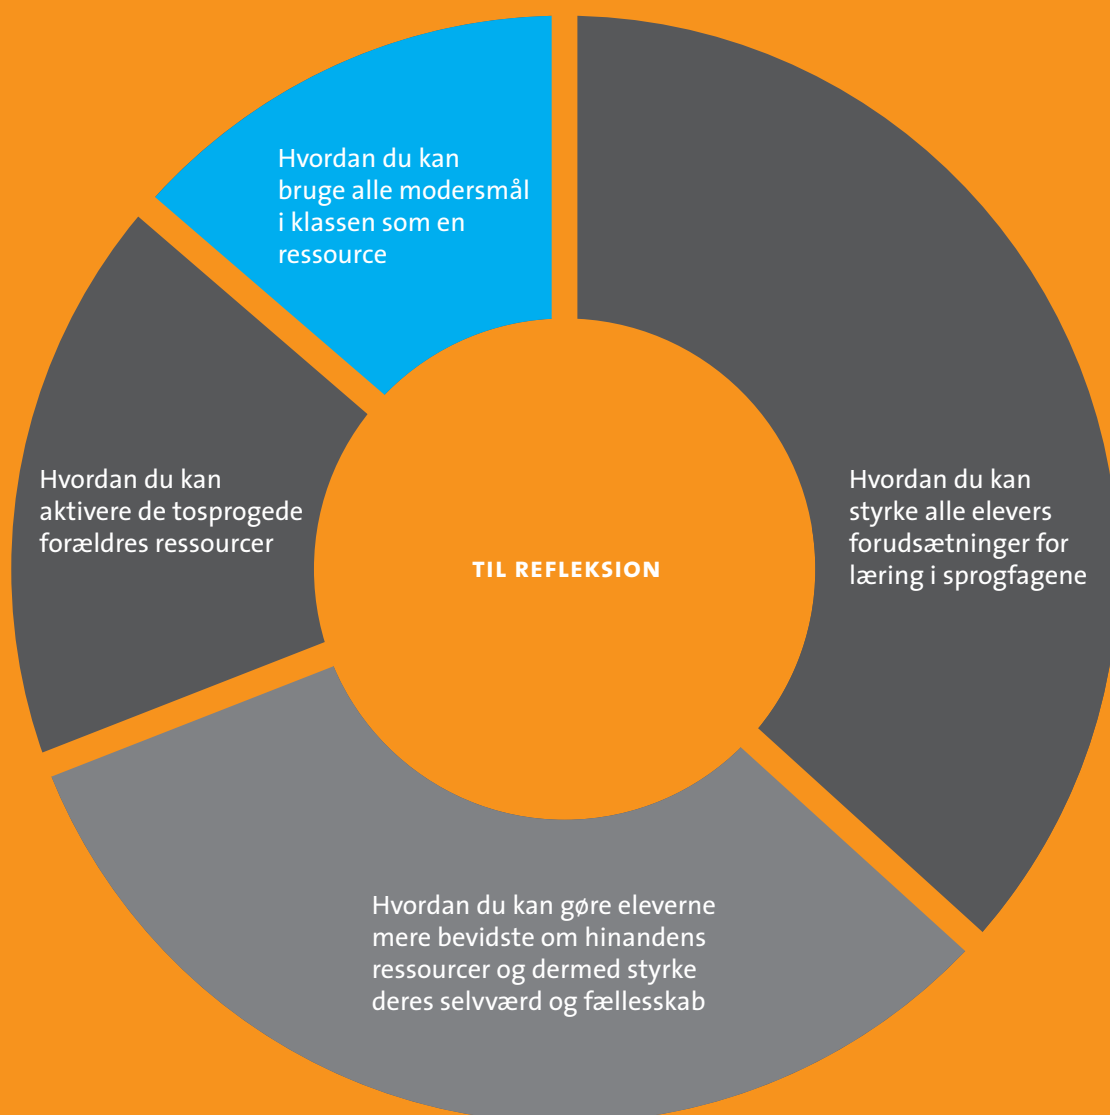 Hvordan du kan
bruge alle modersmål
i klassen som en
ressource
Hvordan du kan
aktivere de tosprogede
forældres ressourcer
TIL REFLEKSION
Hvordan du kan
styrke alle elevers
forudsætninger for
læring i sprogfagene
Hvordan du kan gøre eleverne
mere bevidste om hinandens
ressourcer og dermed styrke
deres selvværd og fællesskab